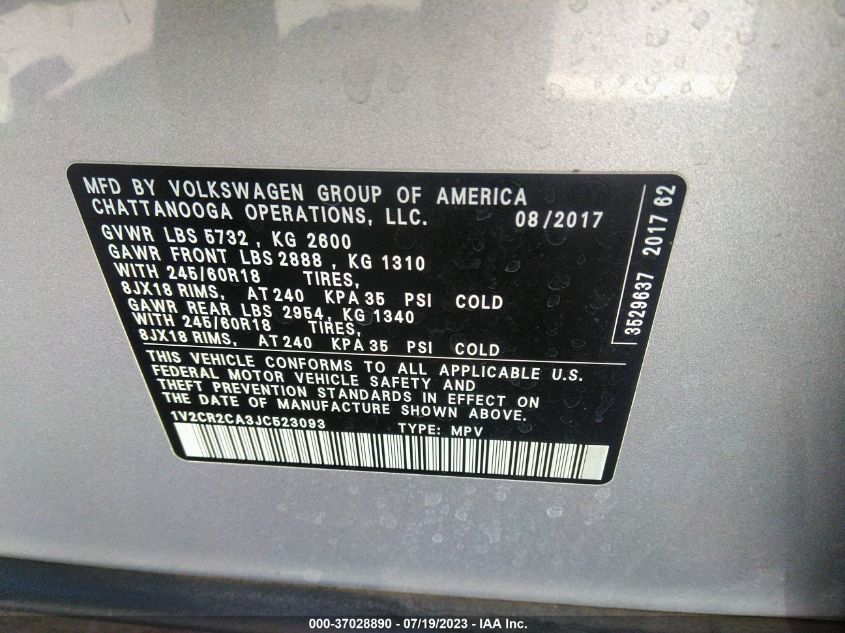 MFD BY VOLKSWAGEN GROUP OF AMERICA
CHATTANOOGA OPERATIONS, LLC. 08/2017
GVWR LBS 5732 , KG 2600
GAWR FRONT LBS 2888 , KG 1310
WITH 245/60R18 TIRES,
8JX18 RIMS, AT 240 KPA 35 PSI COLD
GAWR REAR LBS 2954, KG 1340
WITH 245/60R18 TIRES,
8JX18 RIMS, AT 240 KPA 35 PSI COLD
THIS VEHICLE CONFORMS TO ALL APPLICABLE U.S.
FEDERAL MOTOR VEHICLE SAFETY AND
THEFT PREVENTION STANDARDS IN EFFECT ON
THE DATE OF MANUFACTURE SHOWN ABOVE.
1V2CR2CA3JC523093 TYPE: MPV
3529637 2017 62
000-37028890 - 07/19/2023 - IAA Inc.